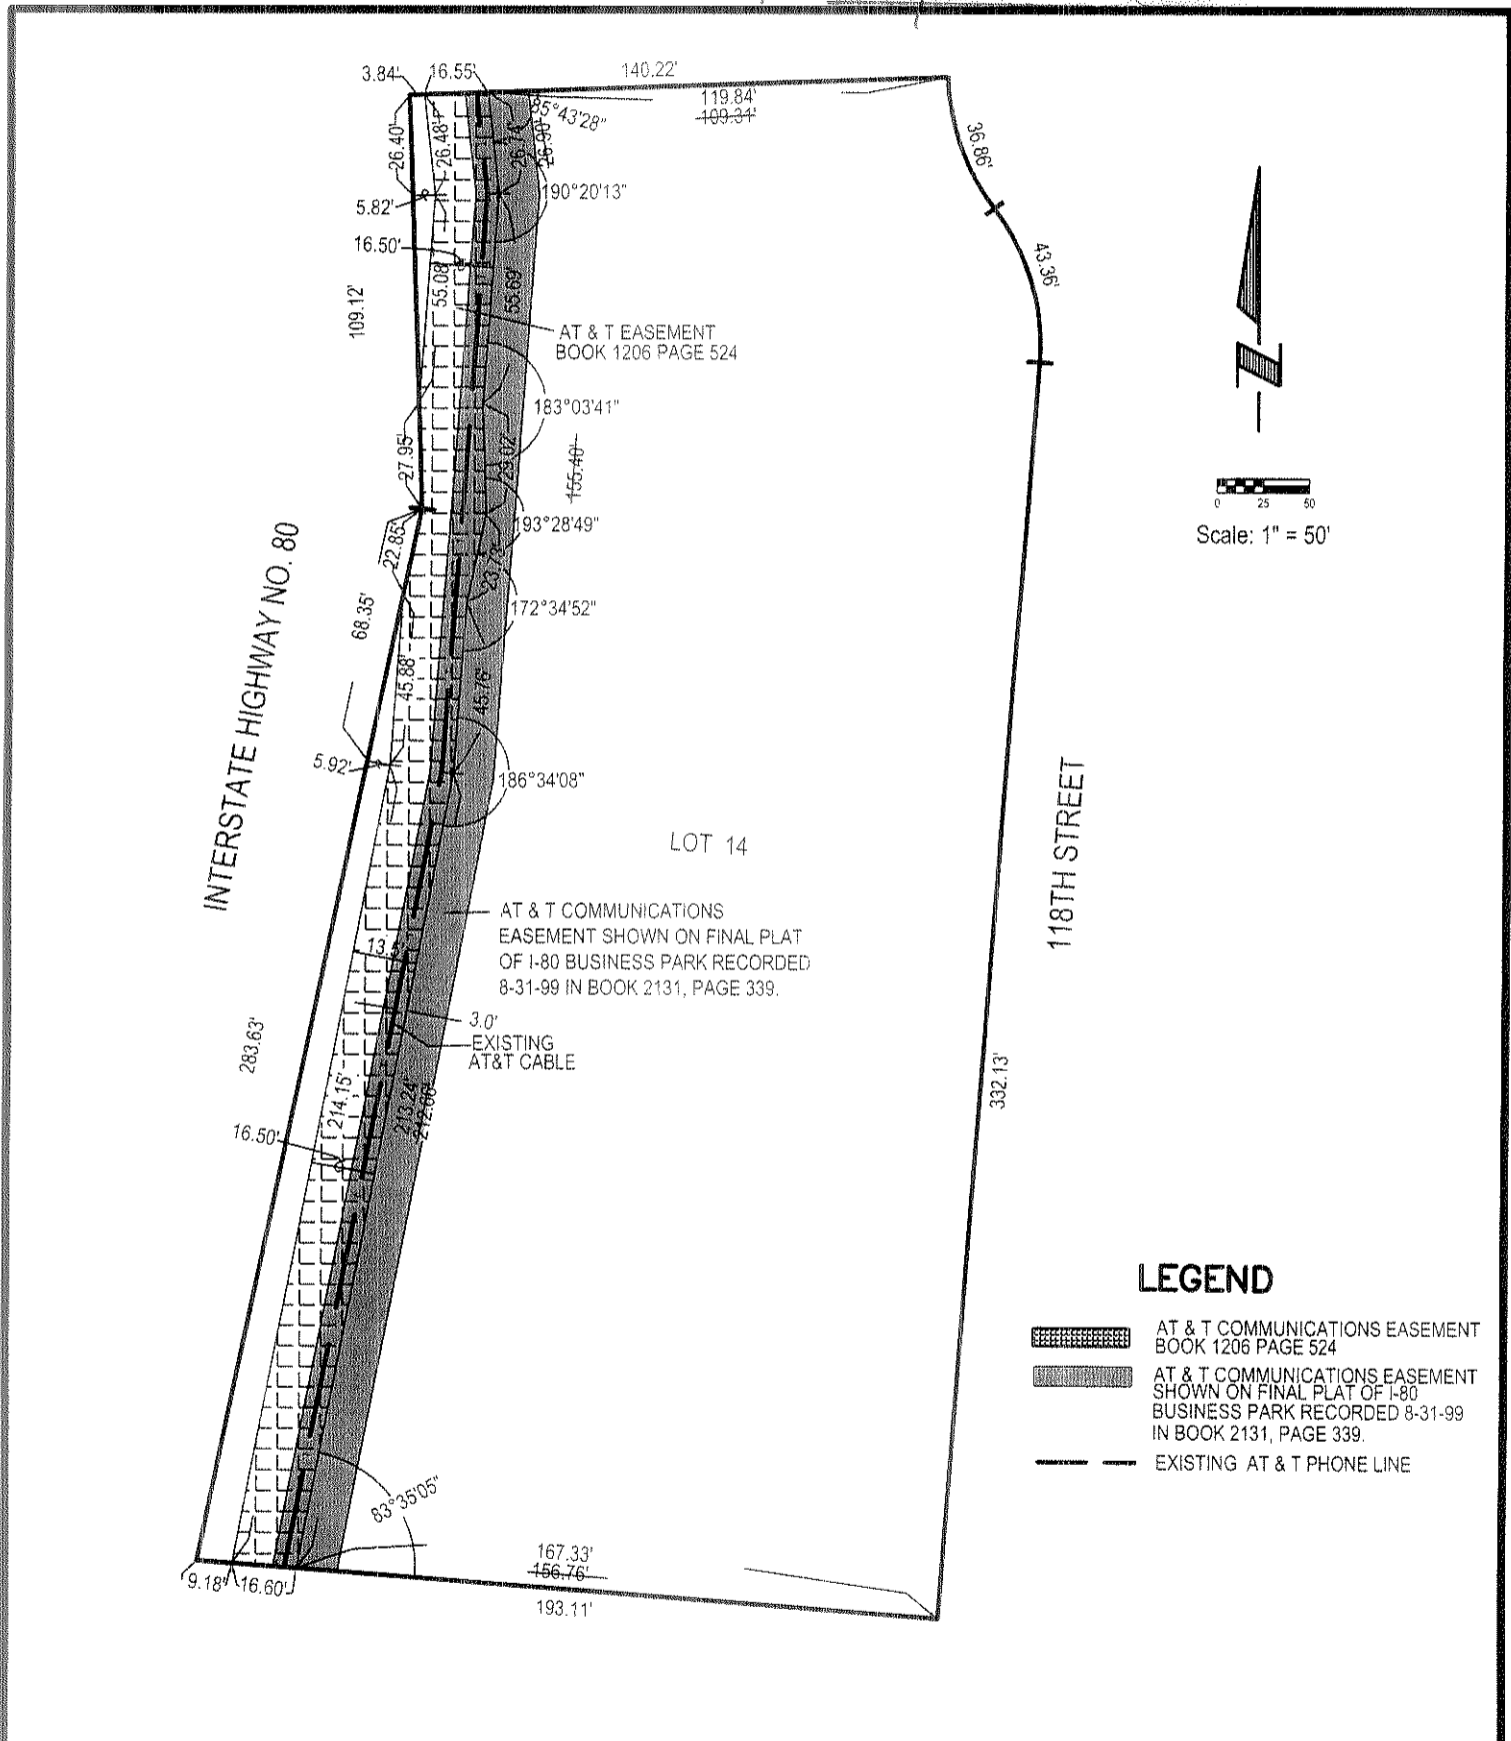 3.84'
16.55'
140.22'
119.84'
109.31'
85°43'28"
26.40'
26.48'
26.74'
26.90'
36.86'
190°20'13"
5.82'
16.50'
43.36'
55.08'
55.69'
109.12'
AT & T EASEMENT
BOOK 1206 PAGE 524
183°03'41"
27.95'
29.02'
155.40'
193°28'49"
0 25 50
Scale: 1" = 50'
22.85'
23.73'
172°34'52"
INTERSTATE HIGHWAY NO. 80
68.35'
45.88'
45.76'
5.92'
186°34'08"
LOT 14
118TH STREET
AT & T COMMUNICATIONS
EASEMENT SHOWN ON FINAL PLAT
OF I-80 BUSINESS PARK RECORDED
8-31-99 IN BOOK 2131, PAGE 339.
3.0'
EXISTING
AT&T CABLE
283.63'
214.15'
213.24'
212.66'
332.13'
16.50'
LEGEND
AT & T COMMUNICATIONS EASEMENT
BOOK 1206 PAGE 524
AT & T COMMUNICATIONS EASEMENT
SHOWN ON FINAL PLAT OF I-80
BUSINESS PARK RECORDED 8-31-99
IN BOOK 2131, PAGE 339.
EXISTING AT & T PHONE LINE
83°35'05"
167.33'
156.76'
9.18'
16.60'
193.11'